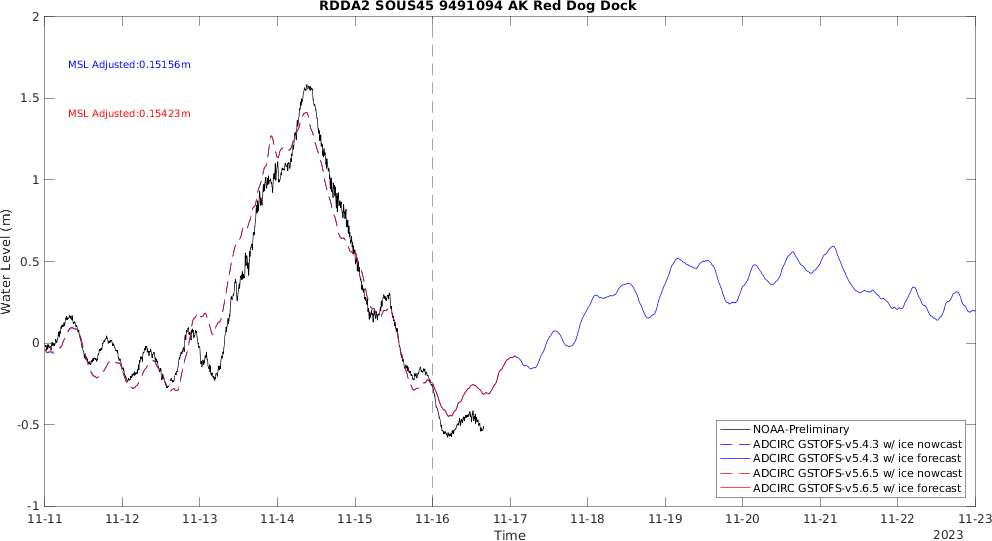 RDDA2 SOUS45 9491094 AK Red Dog Dock
2
MSL Adjusted:0.15156m
1.5
MSL Adjusted:0.15423m
1
Water Level (m)
0.5
0
-0.5
-1
NOAA-Preliminary
ADCIRC GSTOFS-v5.4.3 w/ ice nowcast
ADCIRC GSTOFS-v5.4.3 w/ ice forecast
ADCIRC GSTOFS-v5.6.5 w/ ice nowcast
ADCIRC GSTOFS-v5.6.5 w/ ice forecast
11-11 11-12 11-13 11-14 11-15 11-16 11-17 11-18 11-19 11-20 11-21 11-22 11-23
Time
2023